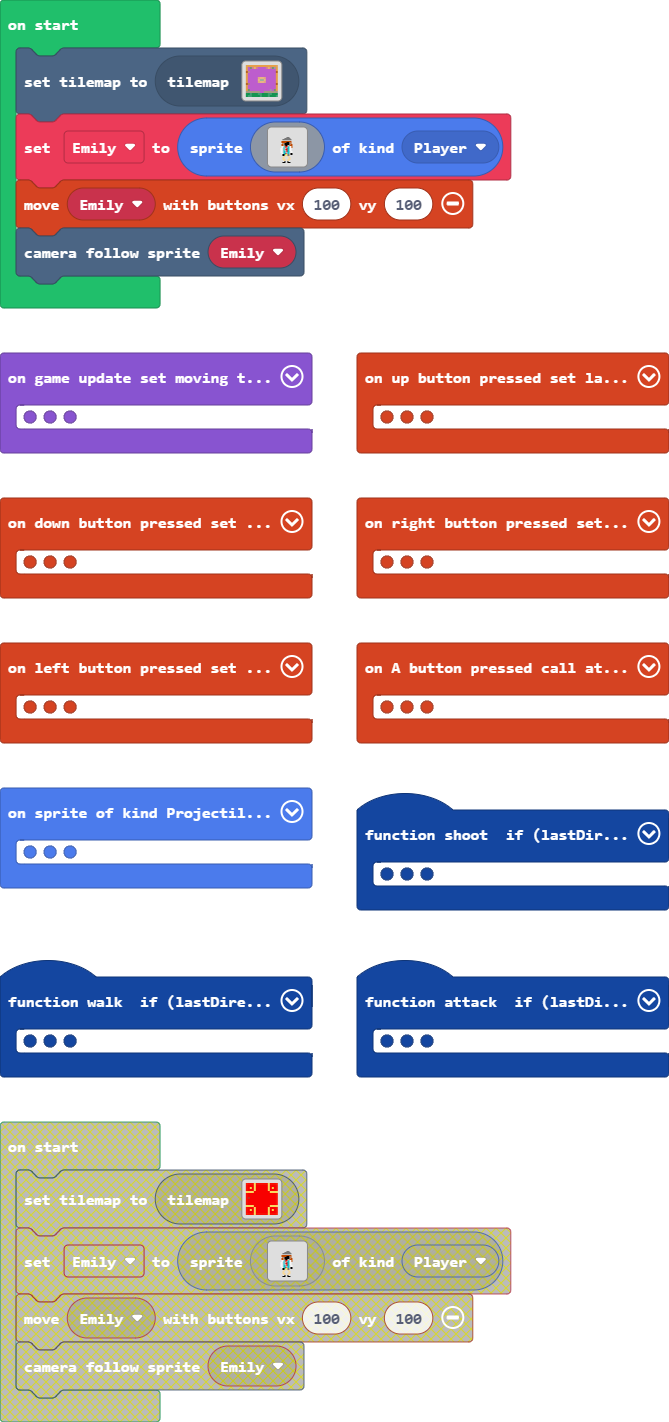 on start
set tilemap to tilemap
set Emily to sprite of kind Player
move Emily with buttons vx 100 vy 100
camera follow sprite Emily
on game update set moving t...
on up button pressed set la...
on down button pressed set ...
on right button pressed set...
on left button pressed set ...
on A button pressed call at...
on sprite of kind Projectil...
function shoot if (lastDir...
function walk if (lastDire...
function attack if (lastDi...
on start
set tilemap to tilemap
set Emily to sprite of kind Player
move Emily with buttons vx 100 vy 100
camera follow sprite Emily